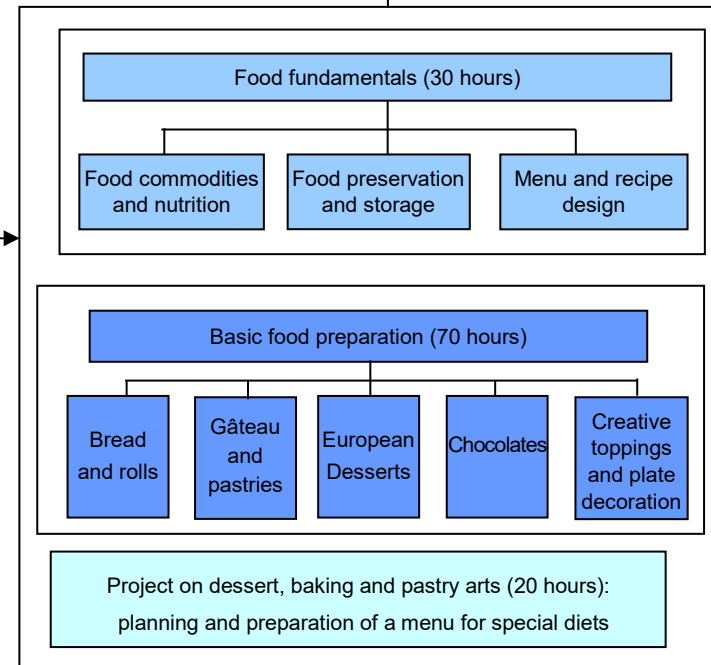 Food fundamentals (30 hours)
Food commodities
and nutrition
Food preservation
and storage
Menu and recipe
design
Basic food preparation (70 hours)
Bread
and rolls
Gâteau
and
pastries
European
Desserts
Chocolates
Creative
toppings
and plate
decoration
Project on dessert, baking and pastry arts (20 hours):
planning and preparation of a menu for special diets